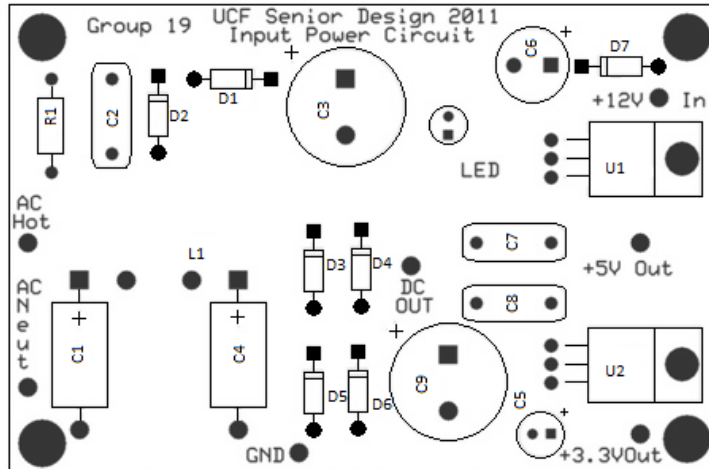 Group 19
UCF Senior Design 2011
Input Power Circuit
C6
D7
R1
C2
D2
D1
C3
+12V In
LED
U1
AC
Hot
L1
D3
D4
C7
DC
OUT
+5V Out
AC
Neut
C8
C1
C4
D5
D6
C9
C5
U2
GND
+3.3VOut